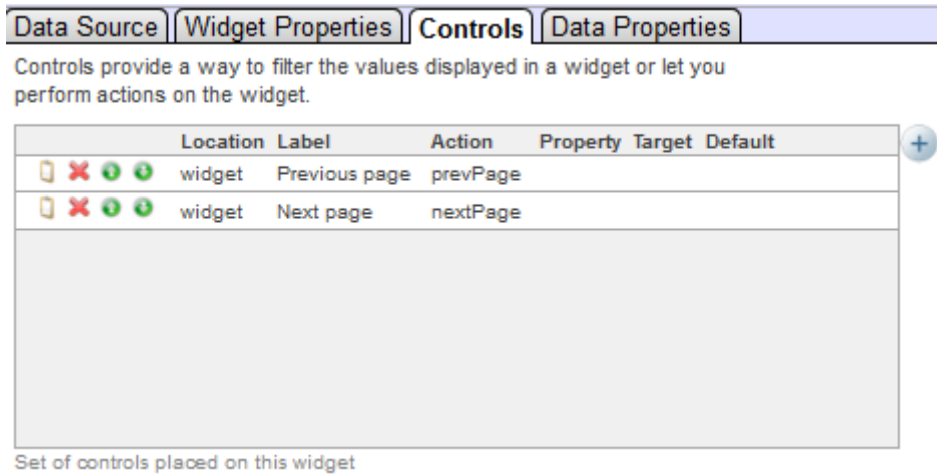 Data Source Widget Properties Controls Data Properties
Controls provide a way to filter the values displayed in a widget or let you
perform actions on the widget.
Location Label Action Property Target Default
widget Previous page prevPage
widget Next page nextPage
Set of controls placed on this widget